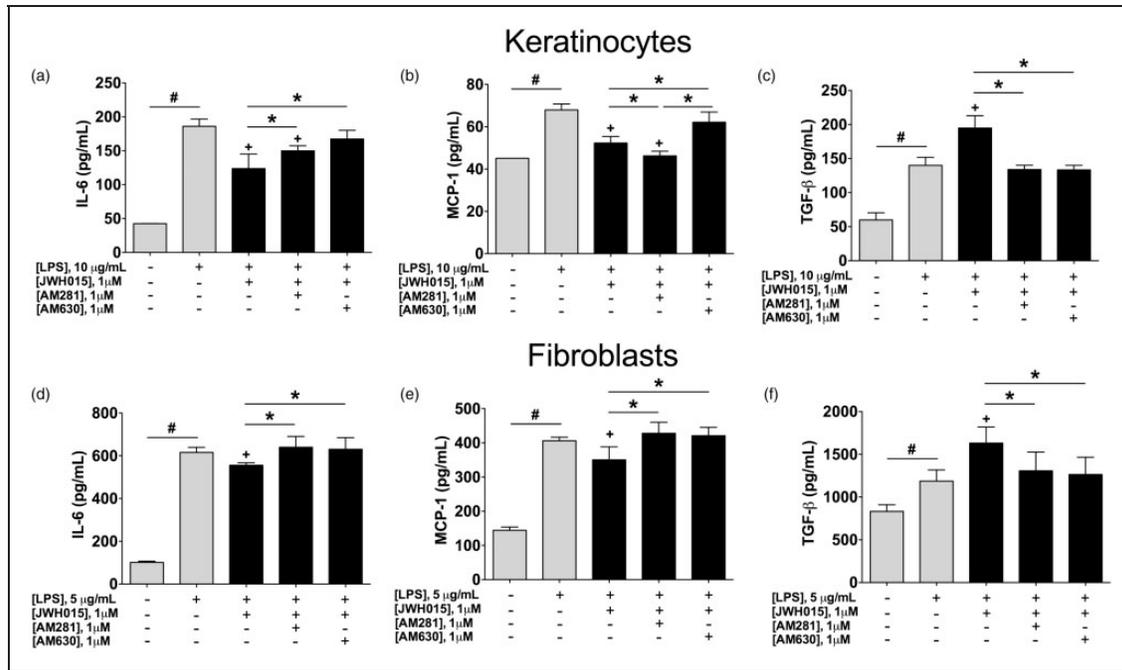 Keratinocytes
(a)
IL-6 (pg/mL)
250
200
150
100
50
0
#
*
*
+
+
[LPS], 10 μg/mL - + + + +
[JWH015], 1μM - - + + +
[AM281], 1μM - - - + -
[AM630], 1μM - - - - +
(b)
MCP-1 (pg/mL)
80
60
40
20
0
#
*
*
*
+
+
[LPS], 10 μg/mL - + + + +
[JWH015], 1μM - - + + +
[AM281], 1μM - - - + -
[AM630], 1μM - - - - +
(c)
TGF-β (pg/mL)
250
200
150
100
50
0
#
*
*
+
[LPS], 10 μg/mL - + + + +
[JWH015], 1μM - - + + +
[AM281], 1μM - - - + -
[AM630], 1μM - - - - +
Fibroblasts
(d)
IL-6 (pg/mL)
800
600
400
200
0
#
*
*
+
[LPS], 5 μg/mL - + + + +
[JWH015], 1μM - - + + +
[AM281], 1μM - - - + -
[AM630], 1μM - - - - +
(e)
MCP-1 (pg/mL)
500
400
300
200
100
0
#
*
*
+
[LPS], 5 μg/mL - + + + +
[JWH015], 1μM - - + + +
[AM281], 1μM - - - + -
[AM630], 1μM - - - - +
(f)
TGF-β (pg/mL)
2000
1500
1000
500
0
#
*
*
+
[LPS], 5 μg/mL - + + + +
[JWH015], 1μM - - + + +
[AM281], 1μM - - - + -
[AM630], 1μM - - - - +